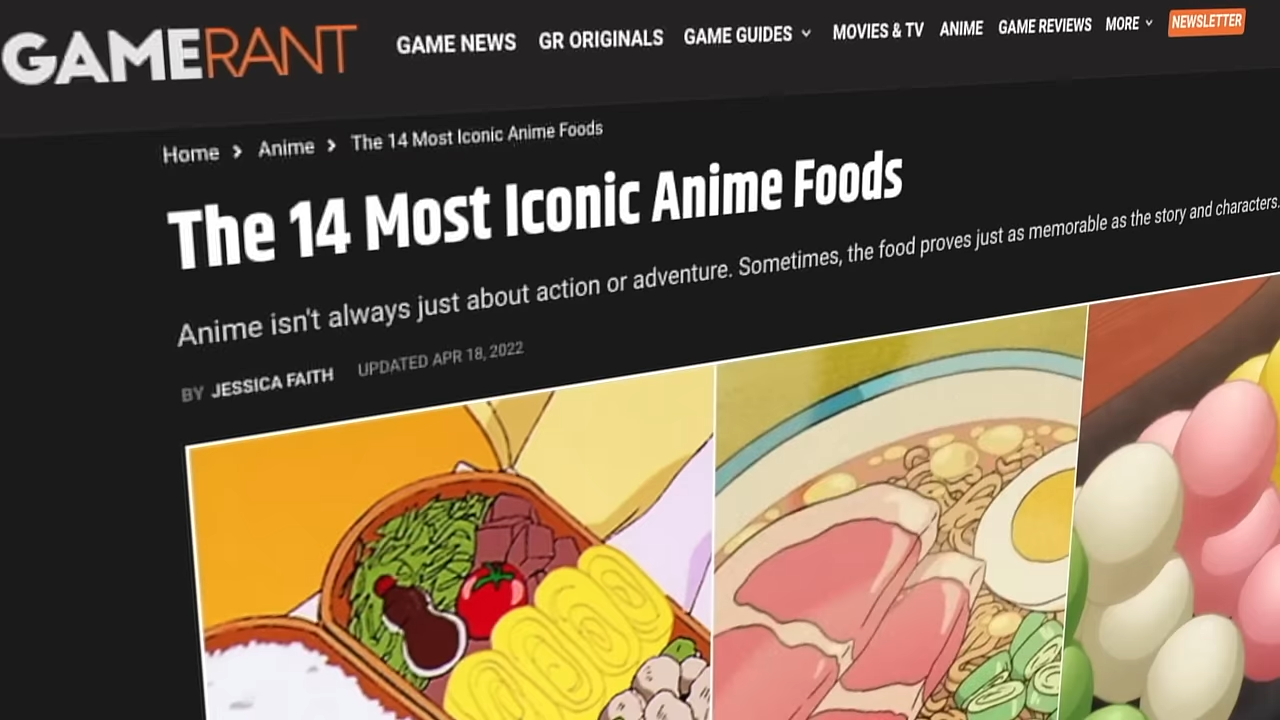 GAMERANT
GAME NEWS GR ORIGINALS GAME GUIDES MOVIES & TV ANIME GAME REVIEWS MORE NEWSLETTER
Home > Anime > The 14 Most Iconic Anime Foods
The 14 Most Iconic Anime Foods
Anime isn't always just about action or adventure. Sometimes, the food proves just as memorable as the story and characters.
BY JESSICA FAITH UPDATED APR 18, 2022